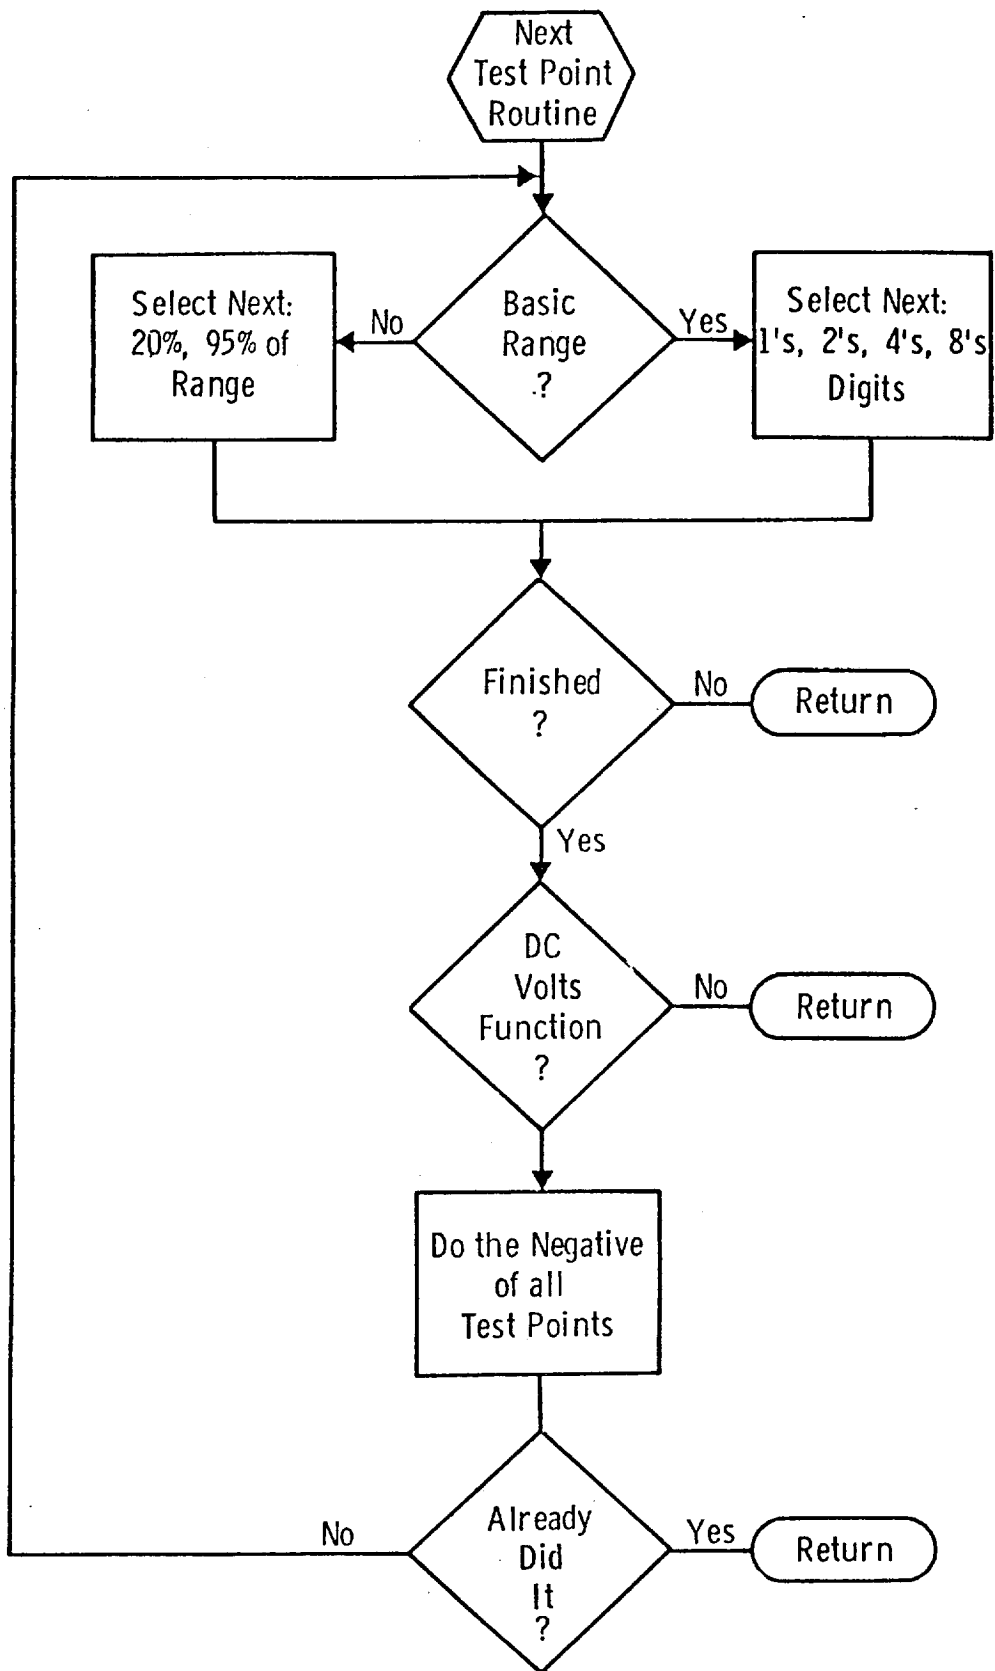 Next
Test Point
Routine
Basic
Range
?
No
Yes
Select Next:
20%, 95% of
Range
Select Next:
1's, 2's, 4's, 8's
Digits
Finished
?
No
Return
Yes
DC
Volts
Function
?
No
Return
Do the Negative
of all
Test Points
Already
Did
It
?
No
Yes
Return